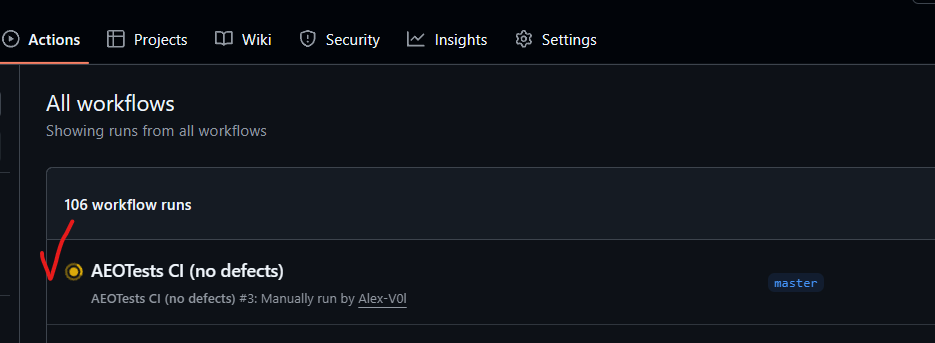 Actions Projects Wiki Security Insights Settings
All workflows
Showing runs from all workflows
106 workflow runs
AEOTests CI (no defects)
master
AEOTests CI (no defects) #3: Manually run by Alex-V0l